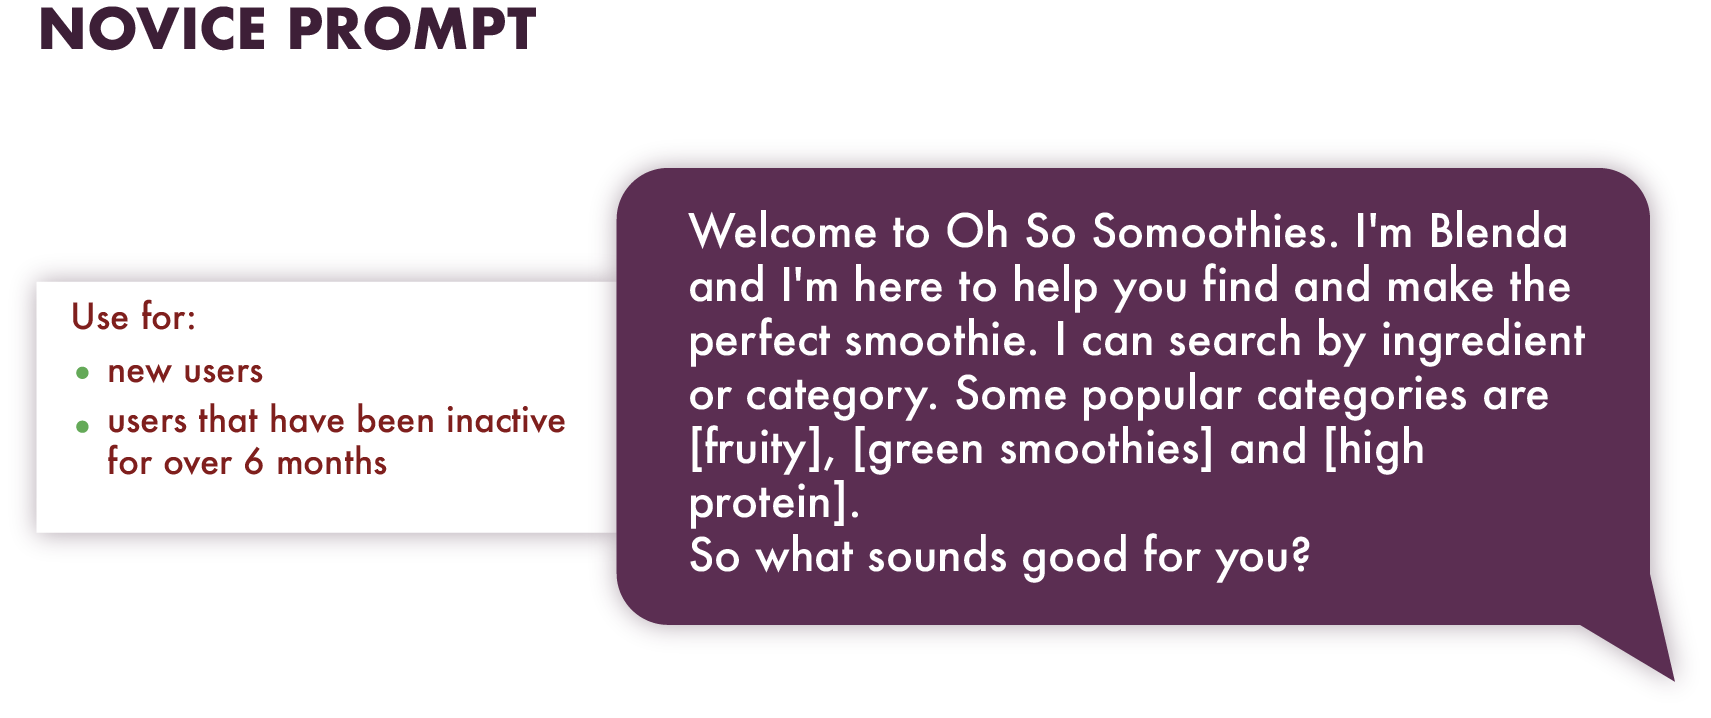 NOVICE PROMPT
Use for:
• new users
• users that have been inactive
for over 6 months
Welcome to Oh So Somoothies. I'm Blenda
and I'm here to help you find and make the
perfect smoothie. I can search by ingredient
or category. Some popular categories are
[fruity], [green smoothies] and [high
protein].
So what sounds good for you?